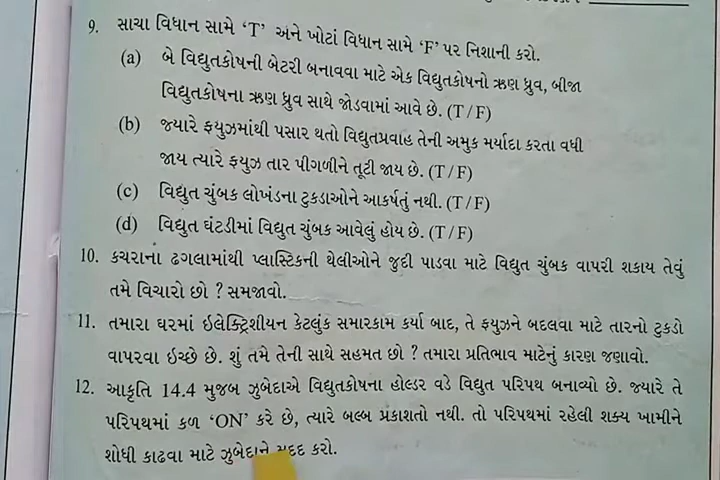 9. સાચા વિધાન સામે ‘T’ અને ખોટાં વિધાન સામે ‘F’ પર નિશાની કરો.
(a) બે વિદ્યુતકોષની બેટરી બનાવવા માટે એક વિદ્યુતકોષનો ઋણ ધ્રુવ, બીજા
વિદ્યુતકોષના ઋણ ધ્રુવ સાથે જોડવામાં આવે છે. (T/F)
(b) જ્યારે ફયુઝમાંથી પસાર થતો વિદ્યુતપ્રવાહ તેની અમુક મર્યાદા કરતા વધી
જાય ત્યારે ફયુઝ તાર પીગળીને તૂટી જાય છે. (T/F)
(c) વિદ્યુત ચુંબક લોખંડના ટુકડાઓને આકર્ષતું નથી. (T/F)
(d) વિદ્યુત ઘંટડીમાં વિદ્યુત ચુંબક આવેલું હોય છે. (T/F)
10. કચરાના ઢગલામાંથી પ્લાસ્ટિકની થેલીઓને જુદી પાડવા માટે વિદ્યુત ચુંબક વાપરી શકાય તેવું
તમે વિચારો છો ? સમજાવો.
11. તમારા ઘરમાં ઇલેક્ટ્રિશીયન કેટલુંક સમારકામ કર્યા બાદ, તે ફયુઝને બદલવા માટે તારનો ટુકડો
વાપરવા ઇચ્છે છે. શું તમે તેની સાથે સહમત છો ? તમારા પ્રતિભાવ માટેનું કારણ જણાવો.
12. આકૃતિ 14.4 મુજબ ઝુબેદાએ વિદ્યુતકોષના હોલ્ડર વડે વિદ્યુત પરિપથ બનાવ્યો છે. જ્યારે તે
પરિપથમાં કળ ‘ON’ કરે છે, ત્યારે બલ્બ પ્રકાશતો નથી. તો પરિપથમાં રહેલી શક્ય ખામીને
શોધી કાઢવા માટે ઝુબેદાને મદદ કરો.